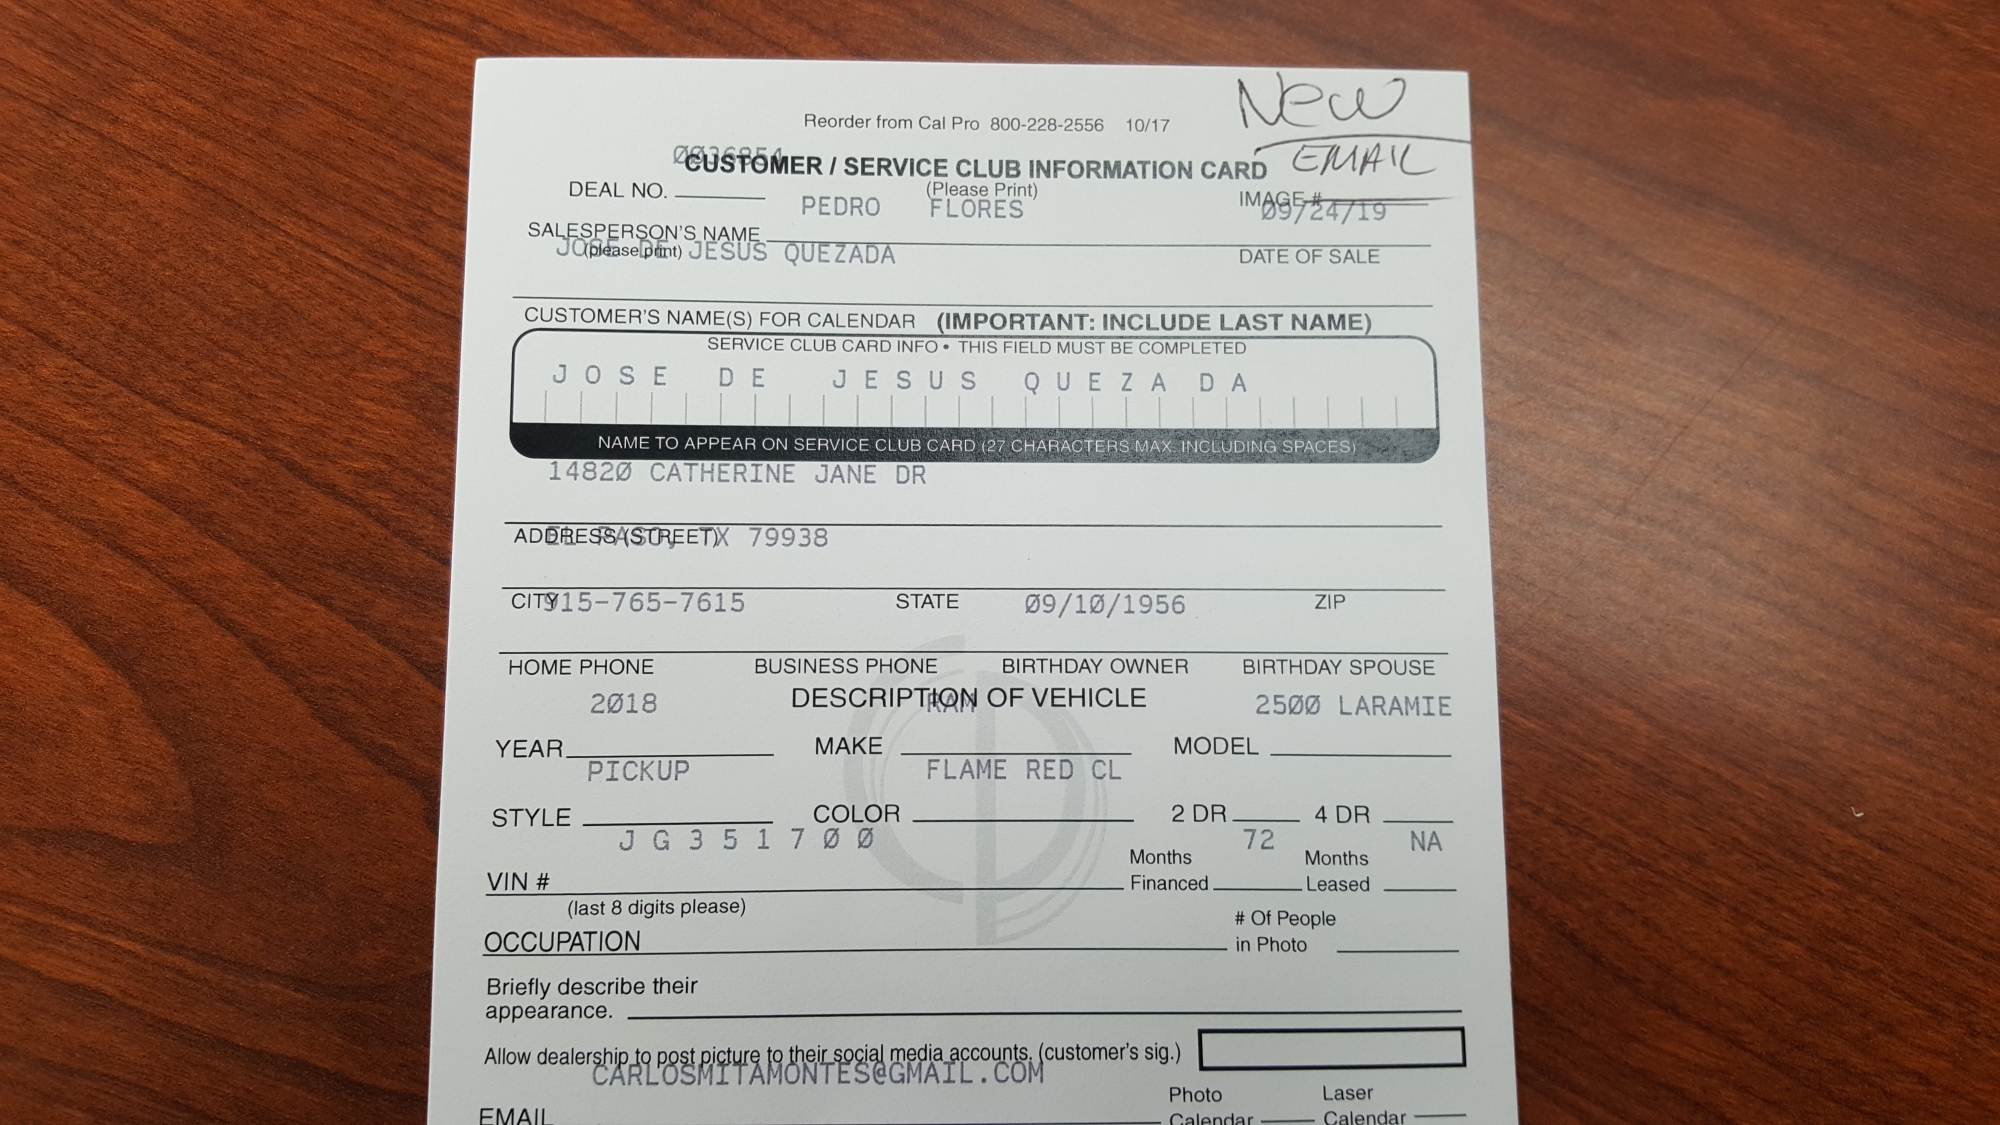 New
EMAIL
Reorder from Cal Pro 800-228-2556 10/17
0036854
CUSTOMER / SERVICE CLUB INFORMATION CARD
(Please Print)
DEAL NO.
IMAGE #
PEDRO FLORES 09/24/19
SALESPERSON'S NAME
(please print)
DATE OF SALE
JOSE DE JESUS QUEZADA
CUSTOMER'S NAME(S) FOR CALENDAR (IMPORTANT: INCLUDE LAST NAME)
SERVICE CLUB CARD INFO • THIS FIELD MUST BE COMPLETED
JOSE DE JESUS QUEZADA
NAME TO APPEAR ON SERVICE CLUB CARD (27 CHARACTERS MAX. INCLUDING SPACES)
14820 CATHERINE JANE DR
ADDRESS (STREET)
EL PASO, TX 79938
CITY STATE ZIP
915-765-7615 09/10/1956
HOME PHONE BUSINESS PHONE BIRTHDAY OWNER BIRTHDAY SPOUSE
DESCRIPTION OF VEHICLE
2018 RAM 2500 LARAMIE
YEAR MAKE MODEL
PICKUP FLAME RED CL
STYLE COLOR 2 DR 4 DR
JG351700 72 NA
VIN # Months Financed Months Leased
(last 8 digits please)
OCCUPATION # Of People in Photo
Briefly describe their
appearance.
Allow dealership to post picture to their social media accounts. (customer's sig.)
CARLOSMITAMONTES@GMAIL.COM
EMAIL Photo Calendar Laser Calendar